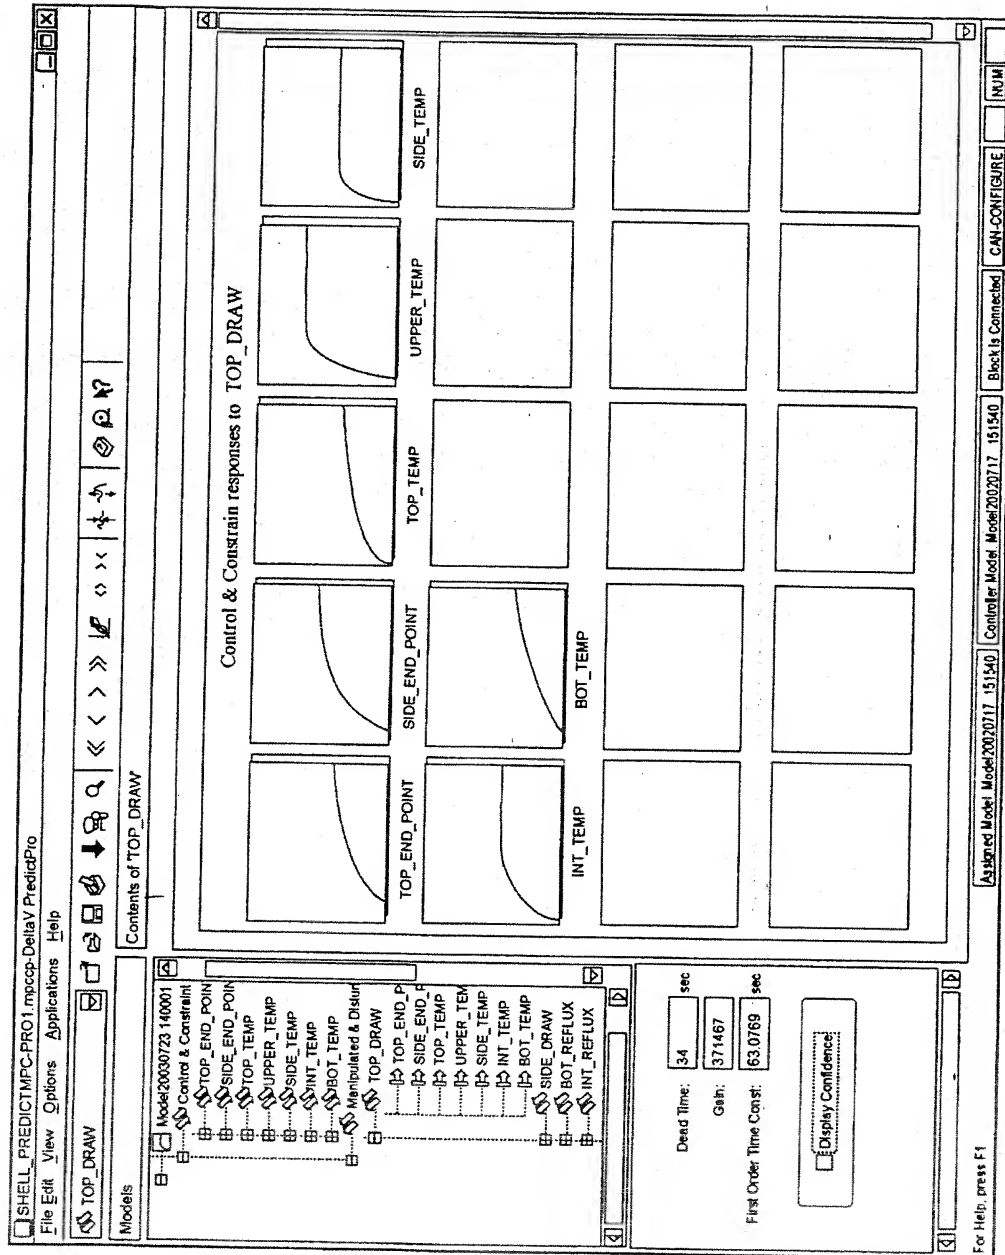 SHELL_PREDICTMPC-PRO1.mpccp-DeltaV PredictPro
File Edit View Options Applications Help
TOP_DRAW
Models
Contents of 'TOP_DRAW'
Model20030723 140001
Control & Constraint
TOP_END_POIN
SIDE_END_POIN
TOP_TEMP
UPPER_TEMP
SIDE_TEMP
INT_TEMP
BOT_TEMP
Manipulated & Distur
TOP_DRAW
TOP_END_P
SIDE_END_F
TOP_TEMP
UPPER_TEM
SIDE_TEMP
INT_TEMP
BOT_TEMP
SIDE_DRAW
BOT_REFLUX
INT_REFLUX
Dead Time: 34 sec
Gain: 371467
First Order Time Const: 63.0769 sec
Display Confidence
Control & Constrain responses to TOP_DRAW
TOP_END_POINT SIDE_END_POINT TOP_TEMP UPPER_TEMP SIDE_TEMP
INT_TEMP BOT_TEMP
For Help, press F1
Assigned Model Model20020717 151540 Controller Model. Model20020717 151540 Block is Connected CAN-CONFIGURE NUM